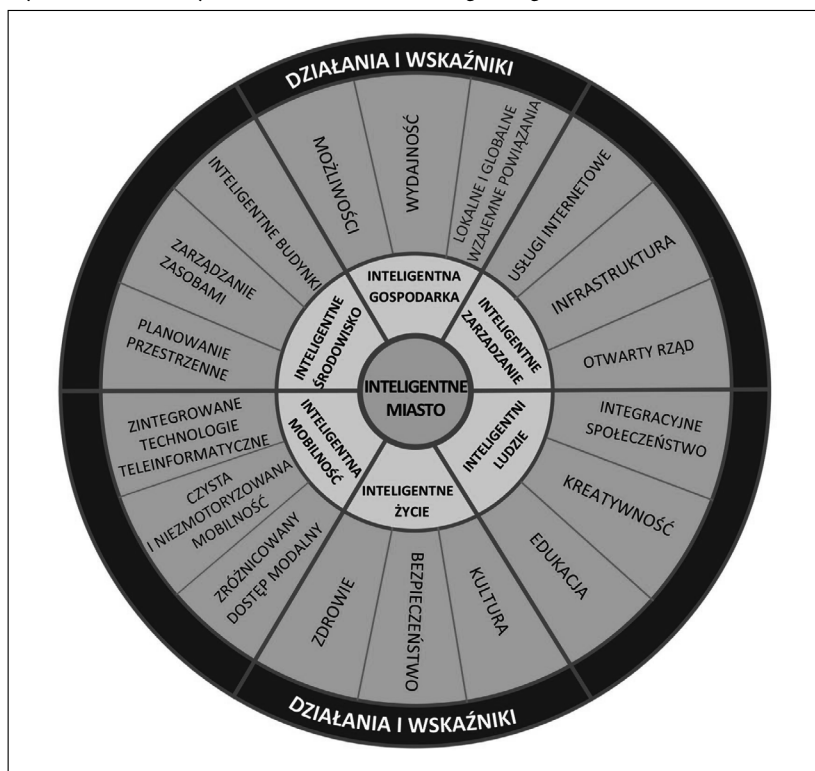 DZIAŁANIA I WSKAŹNIKI
MOŻLIWOŚCI
WYDAJNOŚĆ
LOKALNE I GLOBALNE
WZAJEMNE POWIĄZANIA
USŁUGI INTERNETOWE
INFRASTRUKTURA
OTWARTY RZĄD
INTEGRACYJNE
SPOŁECZEŃSTWO
KREATYWNOŚĆ
EDUKACJA
KULTURA
BEZPIECZEŃSTWO
ZDROWIE
ZRÓŻNICOWANY
DOSTĘP MODALNY
CZYSTA
I NIEZMOTORYZOWANA
MOBILNOŚĆ
ZINTEGROWANE
TECHNOLOGIE
TELEINFORMATYCZNE
PLANOWANIE
PRZESTRZENNE
ZARZĄDZANIE
ZASOBAMI
INTELIGENTNE BUDYNKI
INTELIGENTNA
GOSPODARKA
INTELIGENTNE
ZARZĄDZANIE
INTELIGENTNI
LUDZIE
INTELIGENTNE
ŻYCIE
INTELIGENTNA
MOBILNOŚĆ
INTELIGENTNE
ŚRODOWISKO
INTELIGENTNE
MIASTO
DZIAŁANIA I WSKAŹNIKI